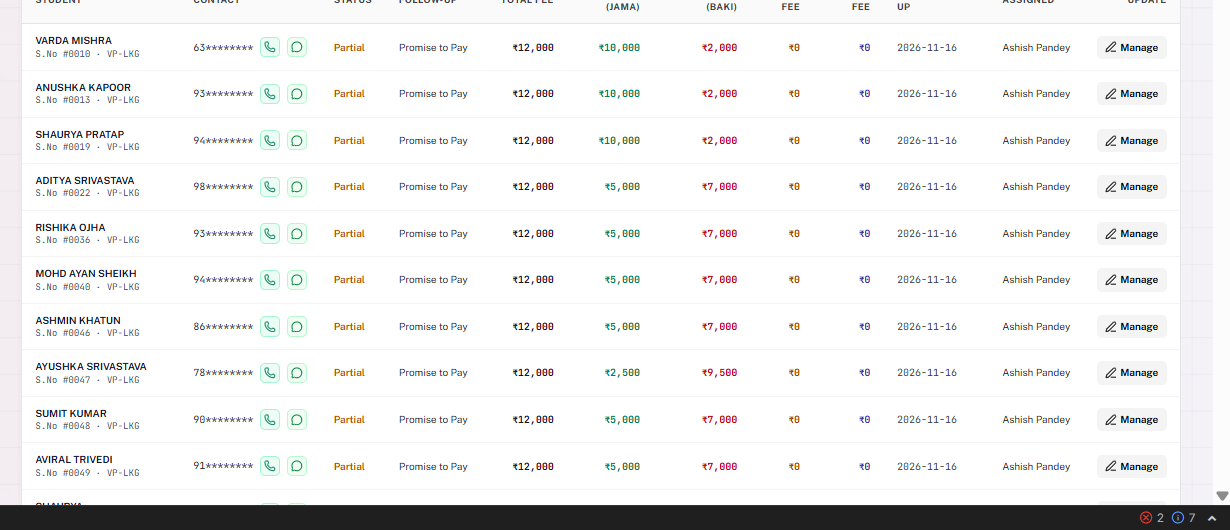 STUDENT CONTACT STATUS FOLLOW-UP TOTAL FEE (JAMA) (BAKI) FEE FEE UP ASSIGNED UPDATE
VARDA MISHRA
S.No #0010 · VP-LKG
63******** Partial Promise to Pay ₹12,000 ₹10,000 ₹2,000 ₹0 ₹0 2026-11-16 Ashish Pandey Manage
ANUSHKA KAPOOR
S.No #0013 · VP-LKG
93******** Partial Promise to Pay ₹12,000 ₹10,000 ₹2,000 ₹0 ₹0 2026-11-16 Ashish Pandey Manage
SHAURYA PRATAP
S.No #0019 · VP-LKG
94******** Partial Promise to Pay ₹12,000 ₹10,000 ₹2,000 ₹0 ₹0 2026-11-16 Ashish Pandey Manage
ADITYA SRIVASTAVA
S.No #0022 · VP-LKG
98******** Partial Promise to Pay ₹12,000 ₹5,000 ₹7,000 ₹0 ₹0 2026-11-16 Ashish Pandey Manage
RISHIKA OJHA
S.No #0036 · VP-LKG
93******** Partial Promise to Pay ₹12,000 ₹5,000 ₹7,000 ₹0 ₹0 2026-11-16 Ashish Pandey Manage
MOHD AYAN SHEIKH
S.No #0040 · VP-LKG
94******** Partial Promise to Pay ₹12,000 ₹5,000 ₹7,000 ₹0 ₹0 2026-11-16 Ashish Pandey Manage
ASHMIN KHATUN
S.No #0046 · VP-LKG
86******** Partial Promise to Pay ₹12,000 ₹5,000 ₹7,000 ₹0 ₹0 2026-11-16 Ashish Pandey Manage
AYUSHKA SRIVASTAVA
S.No #0047 · VP-LKG
78******** Partial Promise to Pay ₹12,000 ₹2,500 ₹9,500 ₹0 ₹0 2026-11-16 Ashish Pandey Manage
SUMIT KUMAR
S.No #0048 · VP-LKG
90******** Partial Promise to Pay ₹12,000 ₹5,000 ₹7,000 ₹0 ₹0 2026-11-16 Ashish Pandey Manage
AVIRAL TRIVEDI
S.No #0049 · VP-LKG
91******** Partial Promise to Pay ₹12,000 ₹5,000 ₹7,000 ₹0 ₹0 2026-11-16 Ashish Pandey Manage
2 7